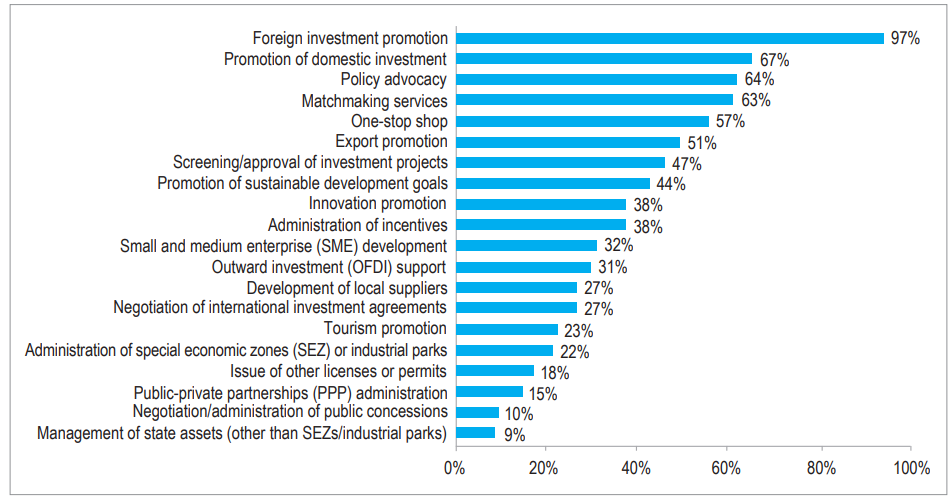 Foreign investment promotion 97%
Promotion of domestic investment 67%
Policy advocacy 64%
Matchmaking services 63%
One-stop shop 57%
Export promotion 51%
Screening/approval of investment projects 47%
Promotion of sustainable development goals 44%
Innovation promotion 38%
Administration of incentives 38%
Small and medium enterprise (SME) development 32%
Outward investment (OFDI) support 31%
Development of local suppliers 27%
Negotiation of international investment agreements 27%
Tourism promotion 23%
Administration of special economic zones (SEZ) or industrial parks 22%
Issue of other licenses or permits 18%
Public-private partnerships (PPP) administration 15%
Negotiation/administration of public concessions 10%
Management of state assets (other than SEZs/industrial parks) 9%
0% 20% 40% 60% 80% 100%